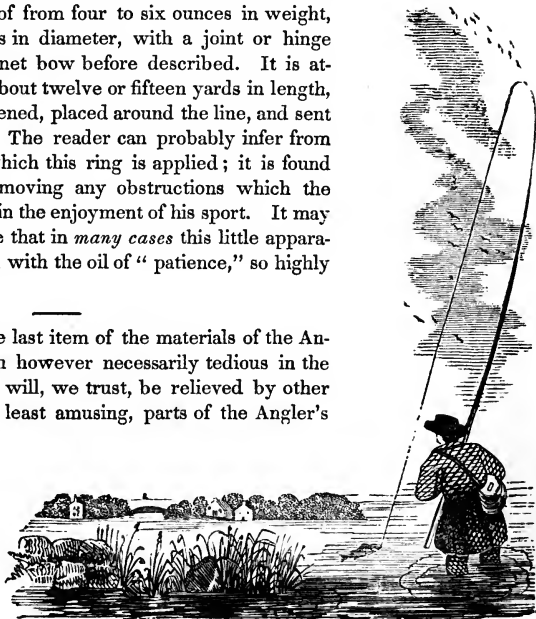 of from four to six ounces in weight,
s in diameter, with a joint or hinge
net bow before described. It is at-
bout twelve or fifteen yards in length,
ened, placed around the line, and sent
The reader can probably infer from
hich this ring is applied; it is found
moving any obstructions which the
in the enjoyment of his sport. It may
e that in many cases this little appara-
with the oil of “ patience,” so highly
e last item of the materials of the An-
n however necessarily tedious in the
will, we trust, be relieved by other
least amusing, parts of the Angler's